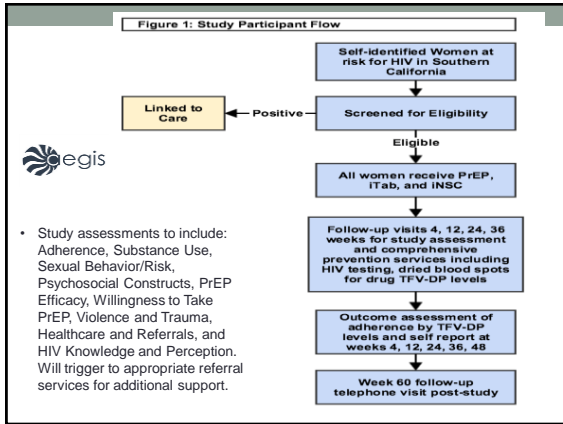 Figure 1: Study Participant Flow
Self-identified Women at
risk for HIV in Southern
California
Linked to
Care
Positive
Screened for Eligibility
Eligible
All women receive PrEP,
iTab, and iNSC
aegis
Follow-up visits 4, 12, 24, 36
weeks for study assessment
and comprehensive
prevention services including
HIV testing, dried blood spots
for drug TFV-DP levels
• Study assessments to include:
Adherence, Substance Use,
Sexual Behavior/Risk,
Psychosocial Constructs, PrEP
Efficacy, Willingness to Take
PrEP, Violence and Trauma,
Healthcare and Referrals, and
HIV Knowledge and Perception.
Will trigger to appropriate referral
services for additional support.
Outcome assessment of
adherence by TFV-DP
levels and self report at
weeks 4, 12, 24, 36, 48
Week 60 follow-up
telephone visit post-study